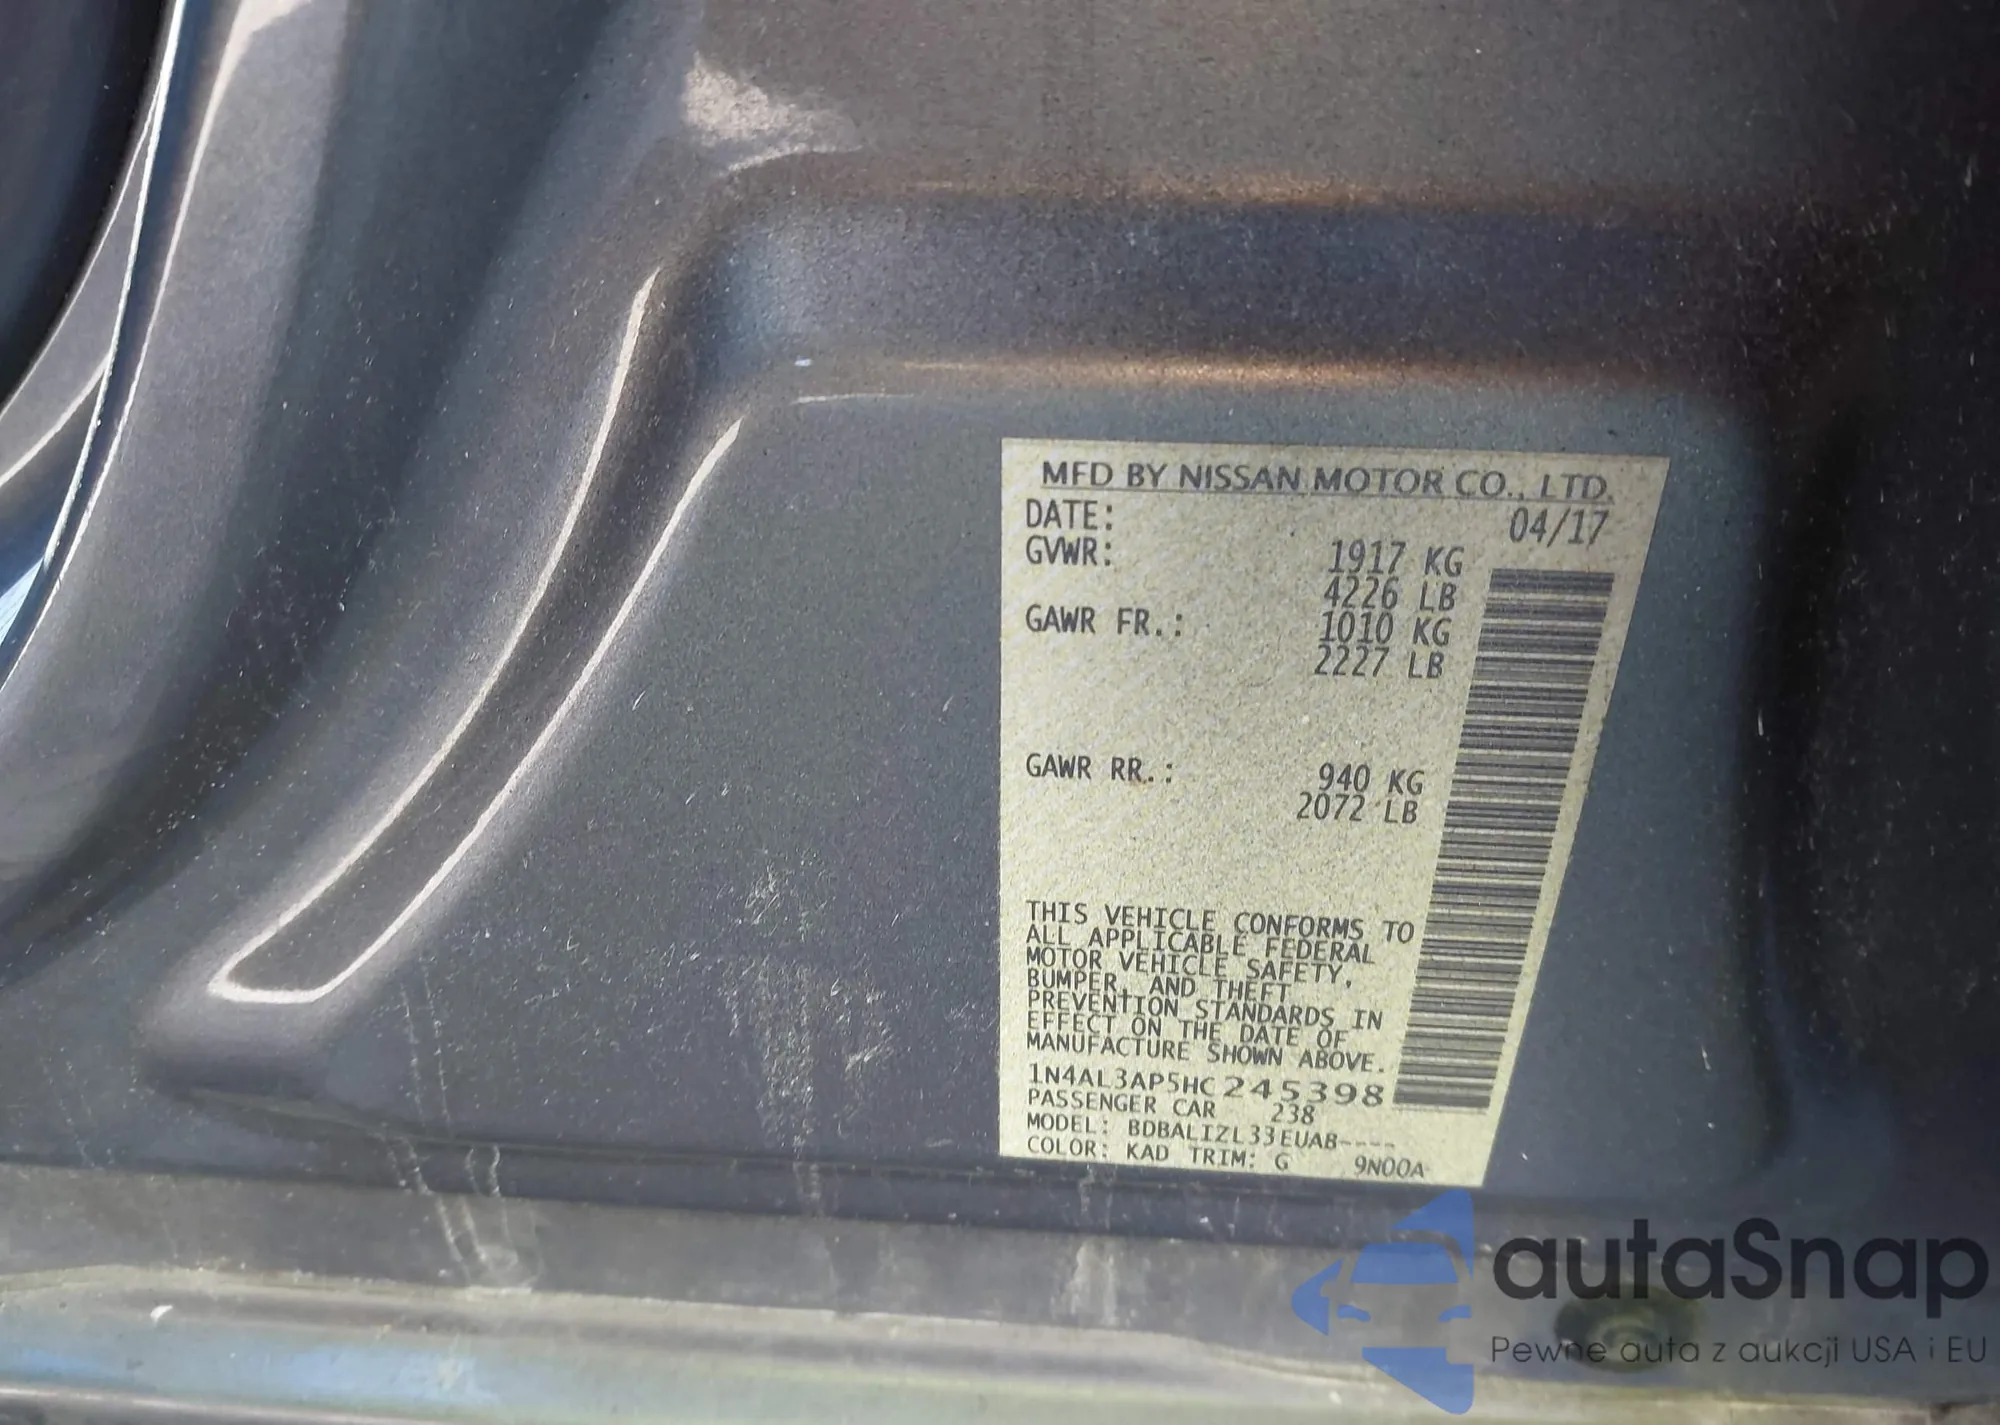 MFD BY NISSAN MOTOR CO., LTD.
DATE: 04/17
GVWR: 1917 KG
4226 LB
GAWR FR.: 1010 KG
2227 LB
GAWR RR.: 940 KG
2072 LB
THIS VEHICLE CONFORMS TO
ALL APPLICABLE FEDERAL
MOTOR VEHICLE SAFETY,
BUMPER, AND THEFT
PREVENTION STANDARDS IN
EFFECT ON THE DATE OF
MANUFACTURE SHOWN ABOVE.
1N4AL3AP5HC245398
PASSENGER CAR 238
MODEL: BDBALIZL33EUAB----
COLOR: KAD TRIM: G 9N00A
autaSnap
Pewne auta z aukcji USA i EU